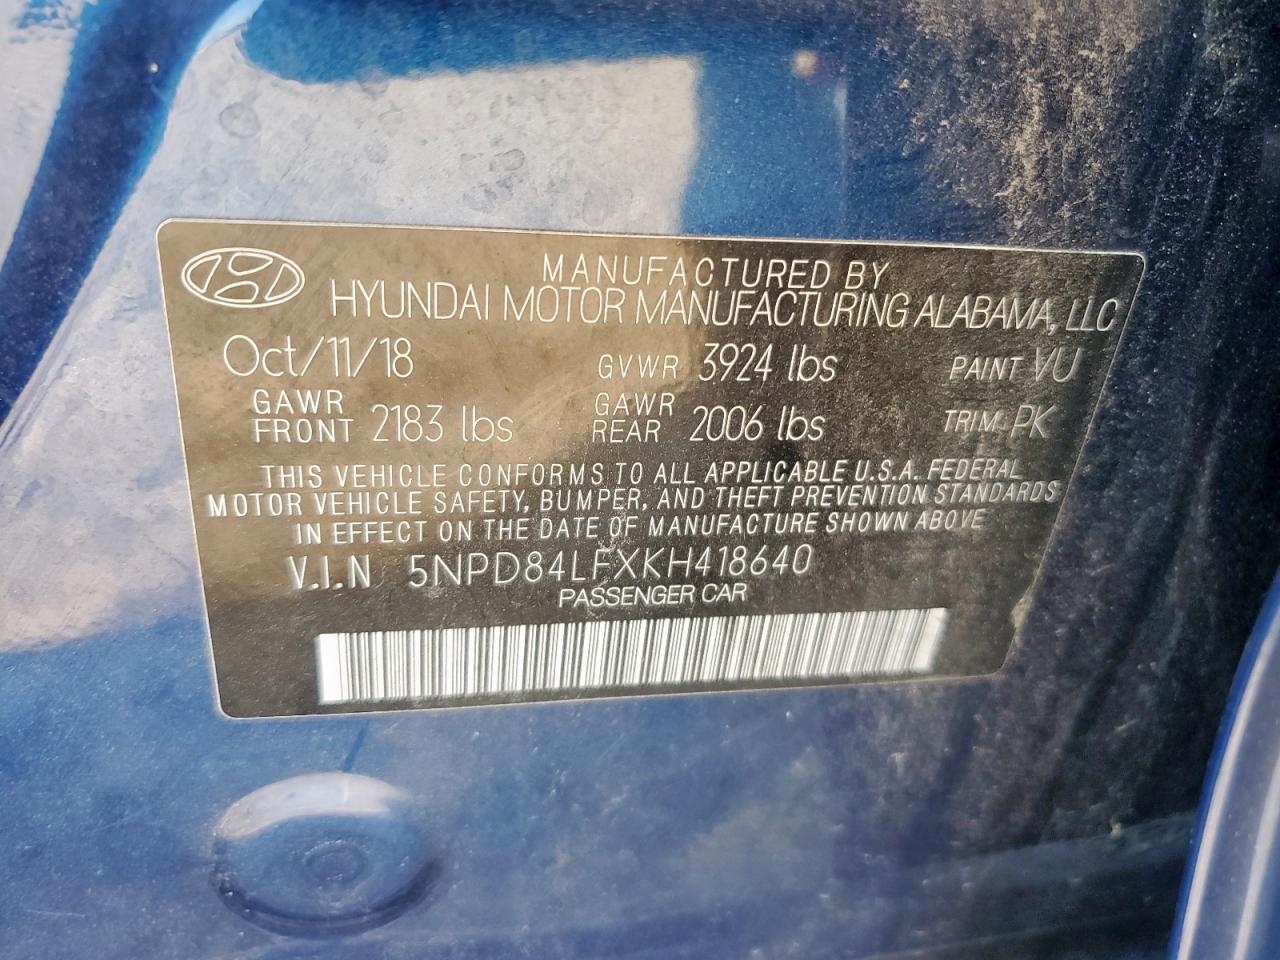 MANUFACTURED BY
HYUNDAI MOTOR MANUFACTURING ALABAMA, LLC
Oct/11/18 GVWR 3924 lbs PAINT VU
GAWR FRONT 2183 lbs GAWR REAR 2006 lbs TRIM PK
THIS VEHICLE CONFORMS TO ALL APPLICABLE U.S.A. FEDERAL
MOTOR VEHICLE SAFETY, BUMPER, AND THEFT PREVENTION STANDARDS
IN EFFECT ON THE DATE OF MANUFACTURE SHOWN ABOVE
V.I.N 5NPD84LFXKH418640
PASSENGER CAR